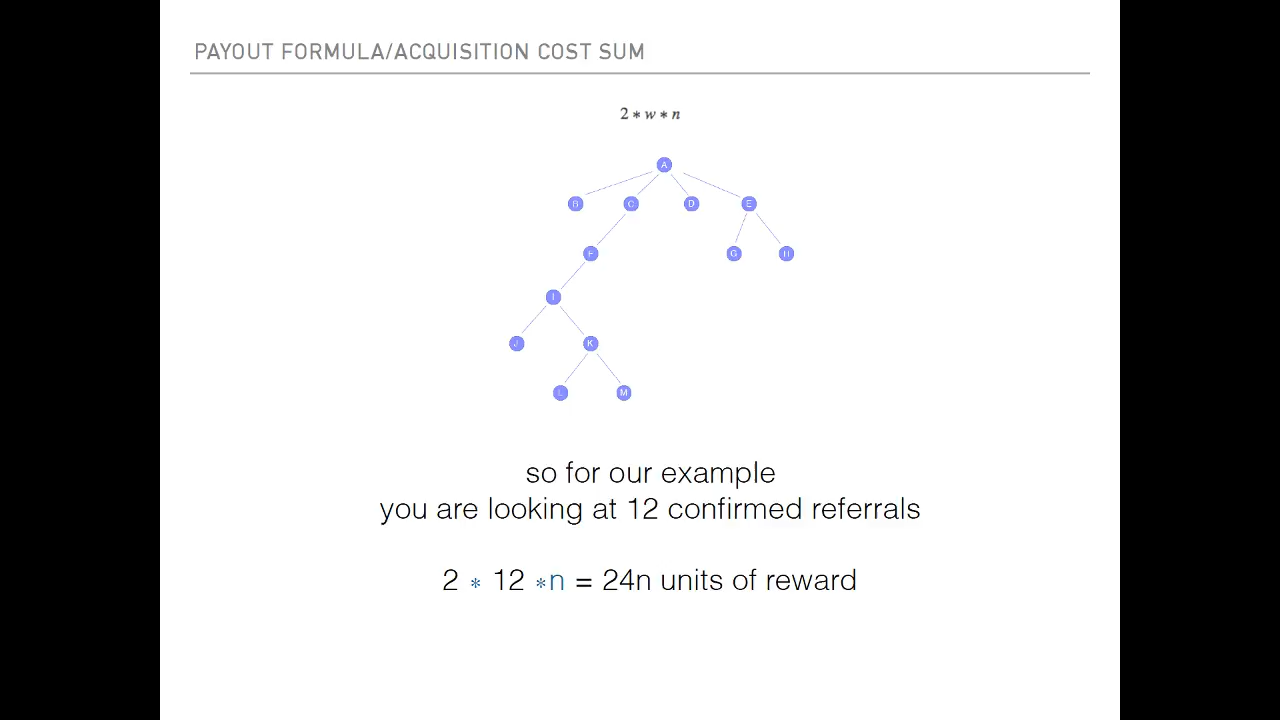 PAYOUT FORMULA/ACQUISITION COST SUM
2 * w * n
A
B C D E
F G H
I
J K
L M
so for our example
you are looking at 12 confirmed referrals
2 * 12 *n = 24n units of reward